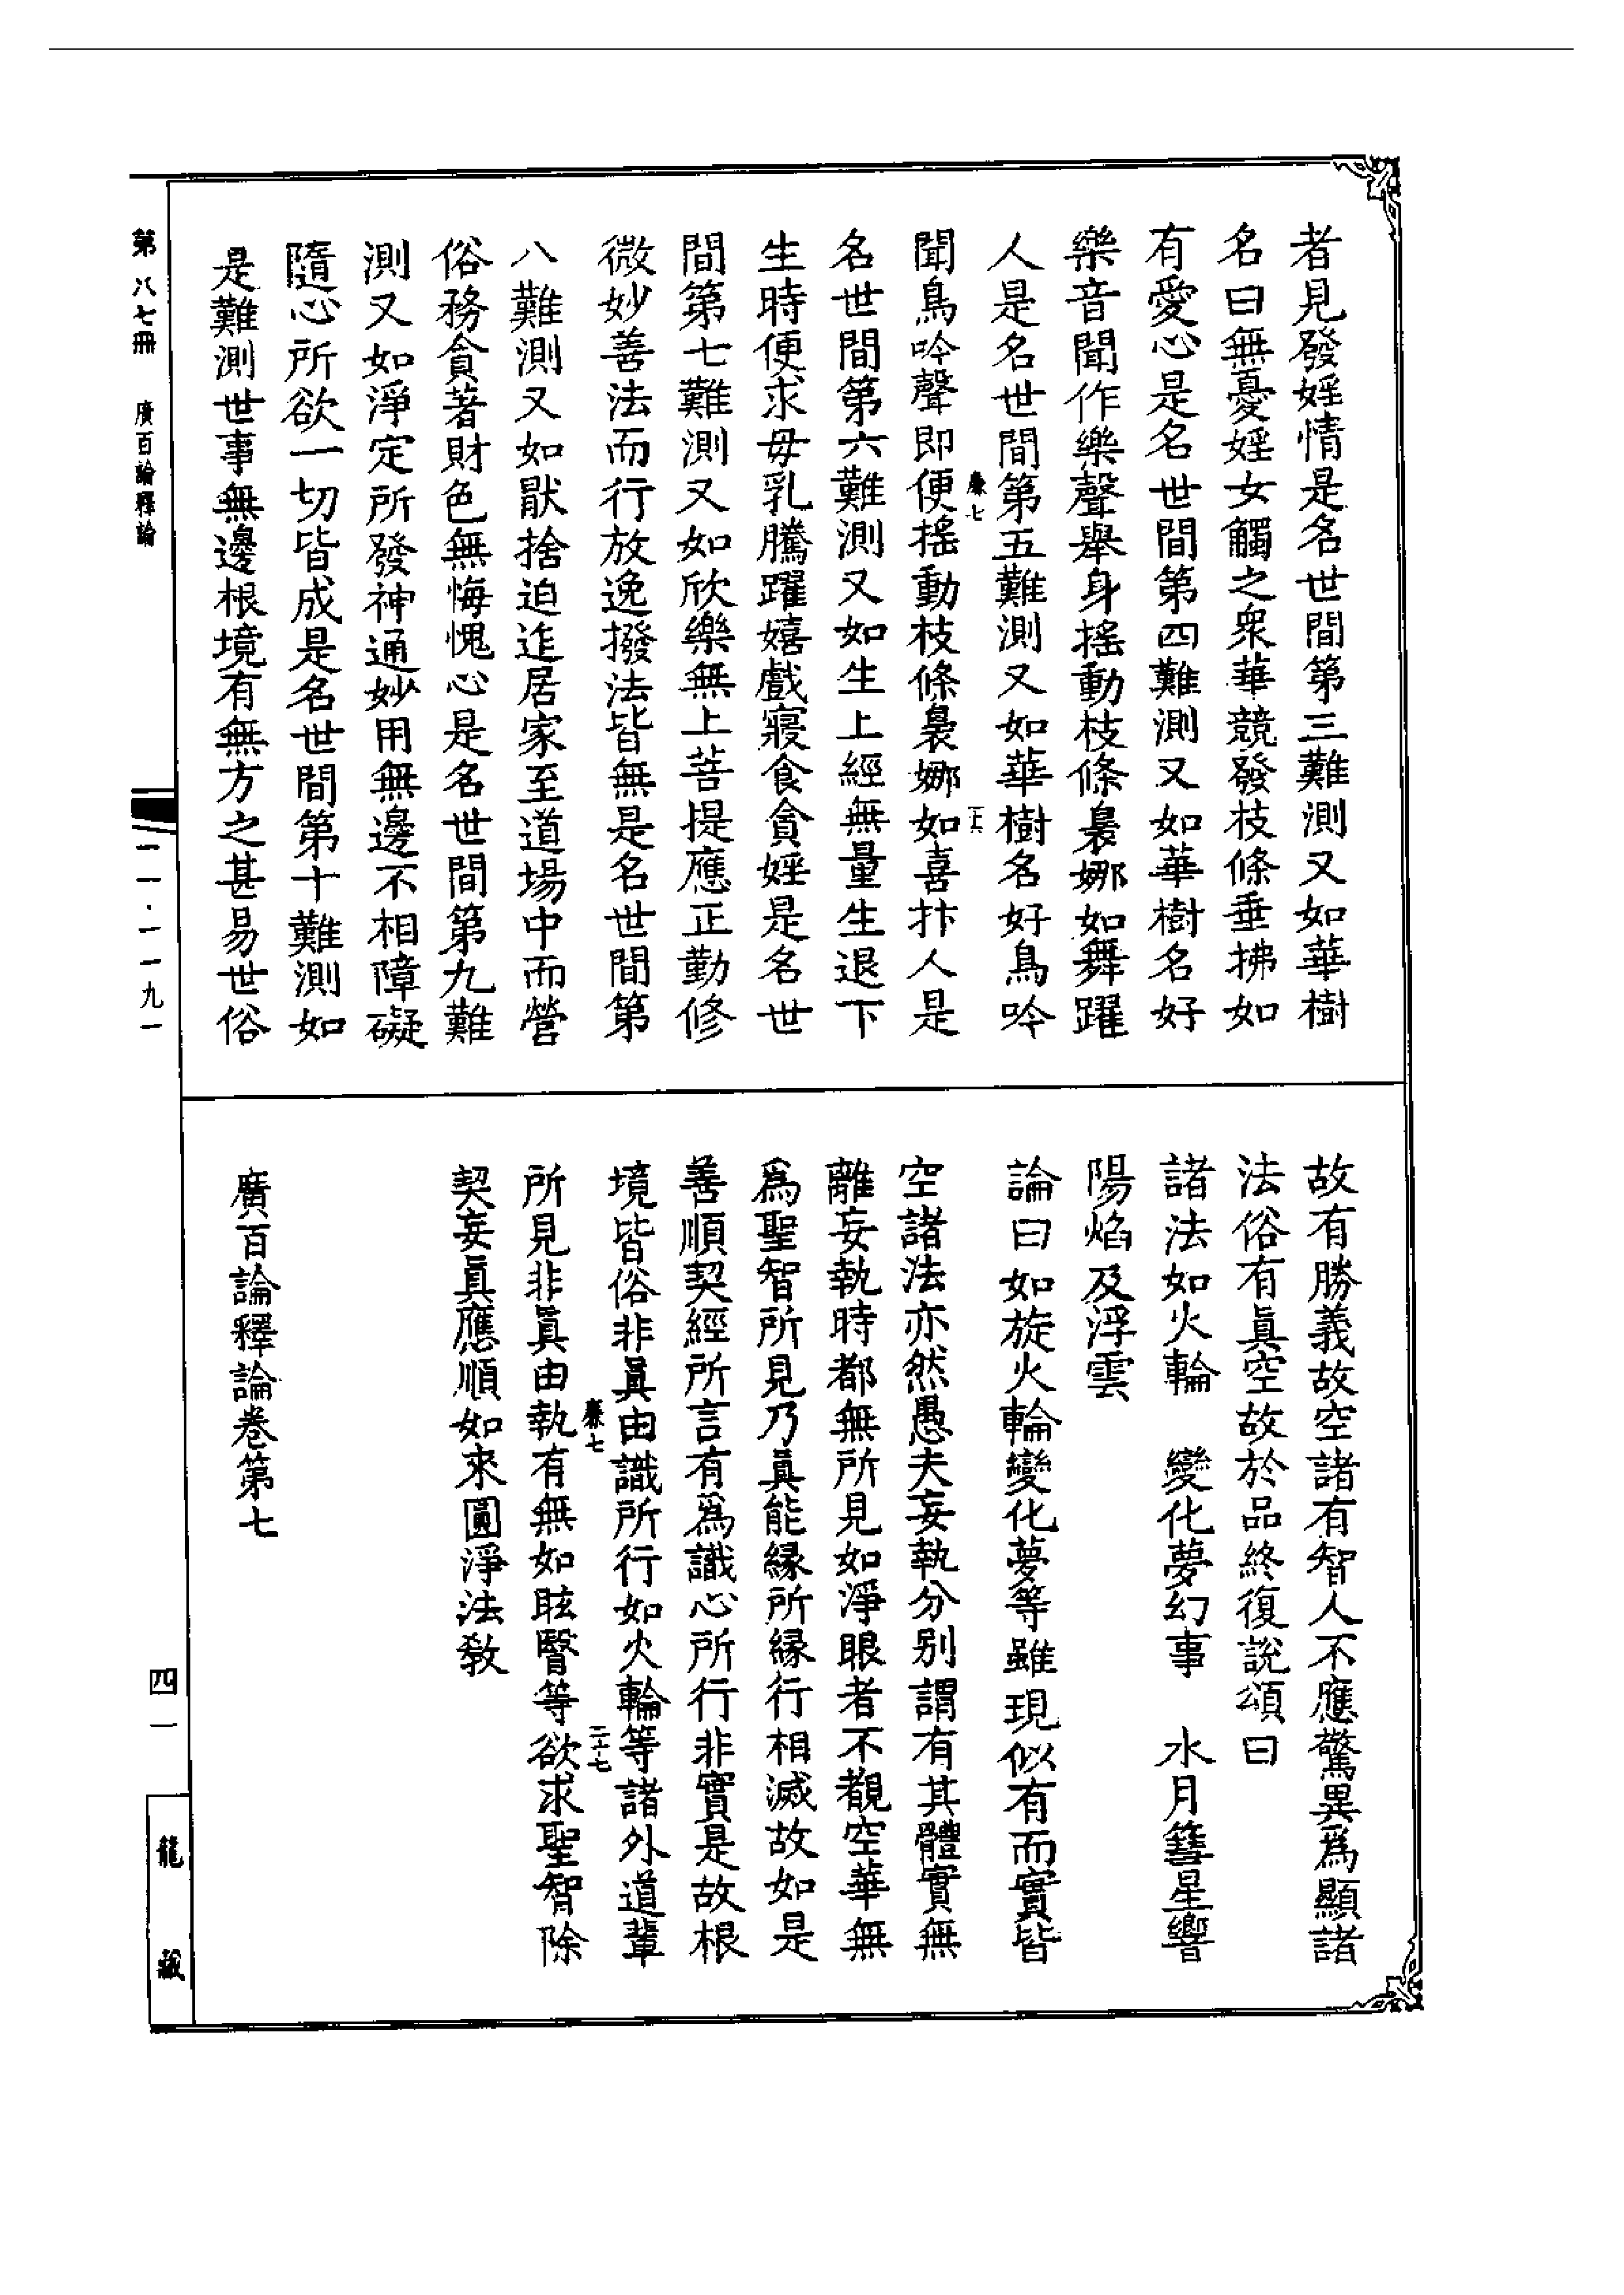 者見發婬情是名世間第三難測又如華樹
名曰無憂婬女觸之衆華競發枝條垂拂如
有愛心是名世間第四難測又如華樹名好
樂音聞作樂聲舉身搖動枝條裊娜如舞躍
人是名世間第五難測又如華樹名好鳥吟
聞鳥吟聲即便搖動枝條裊娜如喜抃人是
名世間第六難測又如生上經無量生退下
生時便求毋乳騰躍嬉戲寢食貪婬是名世
間第七難測又如欣樂無上菩提應正勤修
微妙善法而行放逸撥法皆無是名世間第
八難測又如猒捨迫迮居家至道場中而營
俗務貪著財色無悔愧心是名世間第九難
測又如淨定所發神通妙用無邊不相障礙
隨心所欲一切皆成是名世間第十難測如
是難測世事無邊根境有無方之甚易世俗
故有勝義故空諸有智人不應驚異爲顯諸
法俗有眞空故於品終復說頌曰
諸法如火輪 變化夢幻事 水月篲星響
陽焰及浮雲
論曰如旋火輪變化夢等雖現似有而實皆
空諸法亦然愚夫妄執分別謂有其體實無
離妄執時都無所見如淨眼者不覩空華無
爲聖智所見乃眞能緣所緣行相滅故如是
善順契經所言有爲識心所行非實是故根
境皆俗非眞由識所行如火輪等諸外道輩
所見非眞由執有無如眩瞖等欲求聖智除
契妄眞應順如來圓淨法教
廣百論釋論卷第七
廉七
廉七
第八七冊 廣百論釋論
一一·一一九一
四一
龍藏